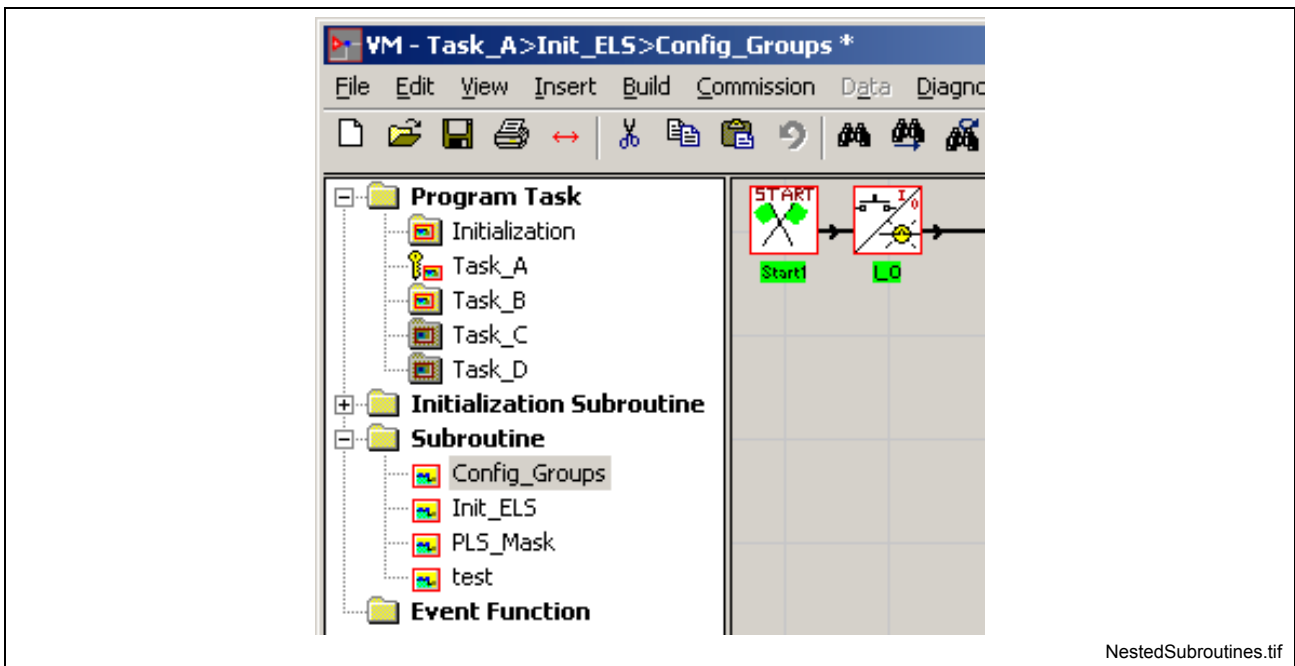 VM - Task_A>Init_ELS>Config_Groups *
File Edit View Insert Build Commission Data Diagno
Program Task
Initialization
Task_A
Task_B
Task_C
Task_D
Initialization Subroutine
Subroutine
Config_Groups
Init_ELS
PLS_Mask
test
Event Function
START
I/0
Start1
I_O
NestedSubroutines.tif